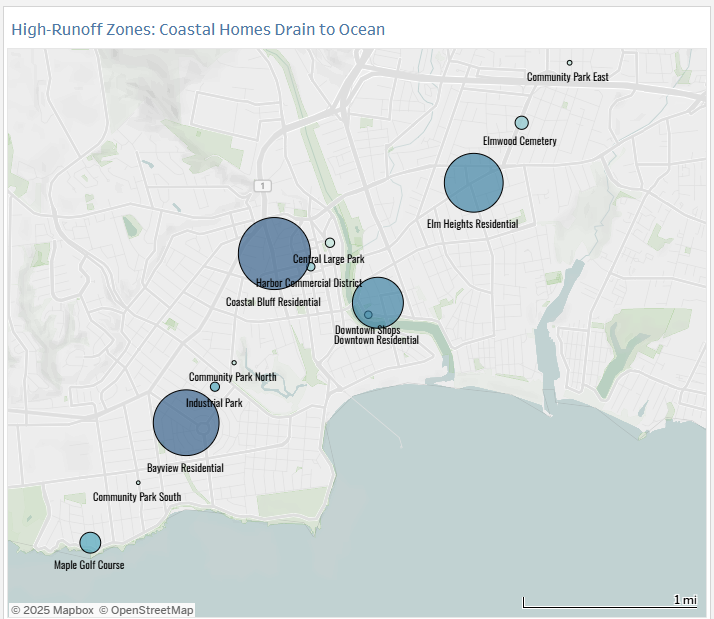 High-Runoff Zones: Coastal Homes Drain to Ocean
Community Park East
Elmwood Cemetery
1
Elm Heights Residential
Central Large Park
Harbor Commercial District
Coastal Bluff Residential
Downtown Shops
Downtown Residential
Community Park North
Industrial Park
Bayview Residential
Community Park South
Maple Golf Course
1 mi
© 2025 Mapbox © OpenStreetMap